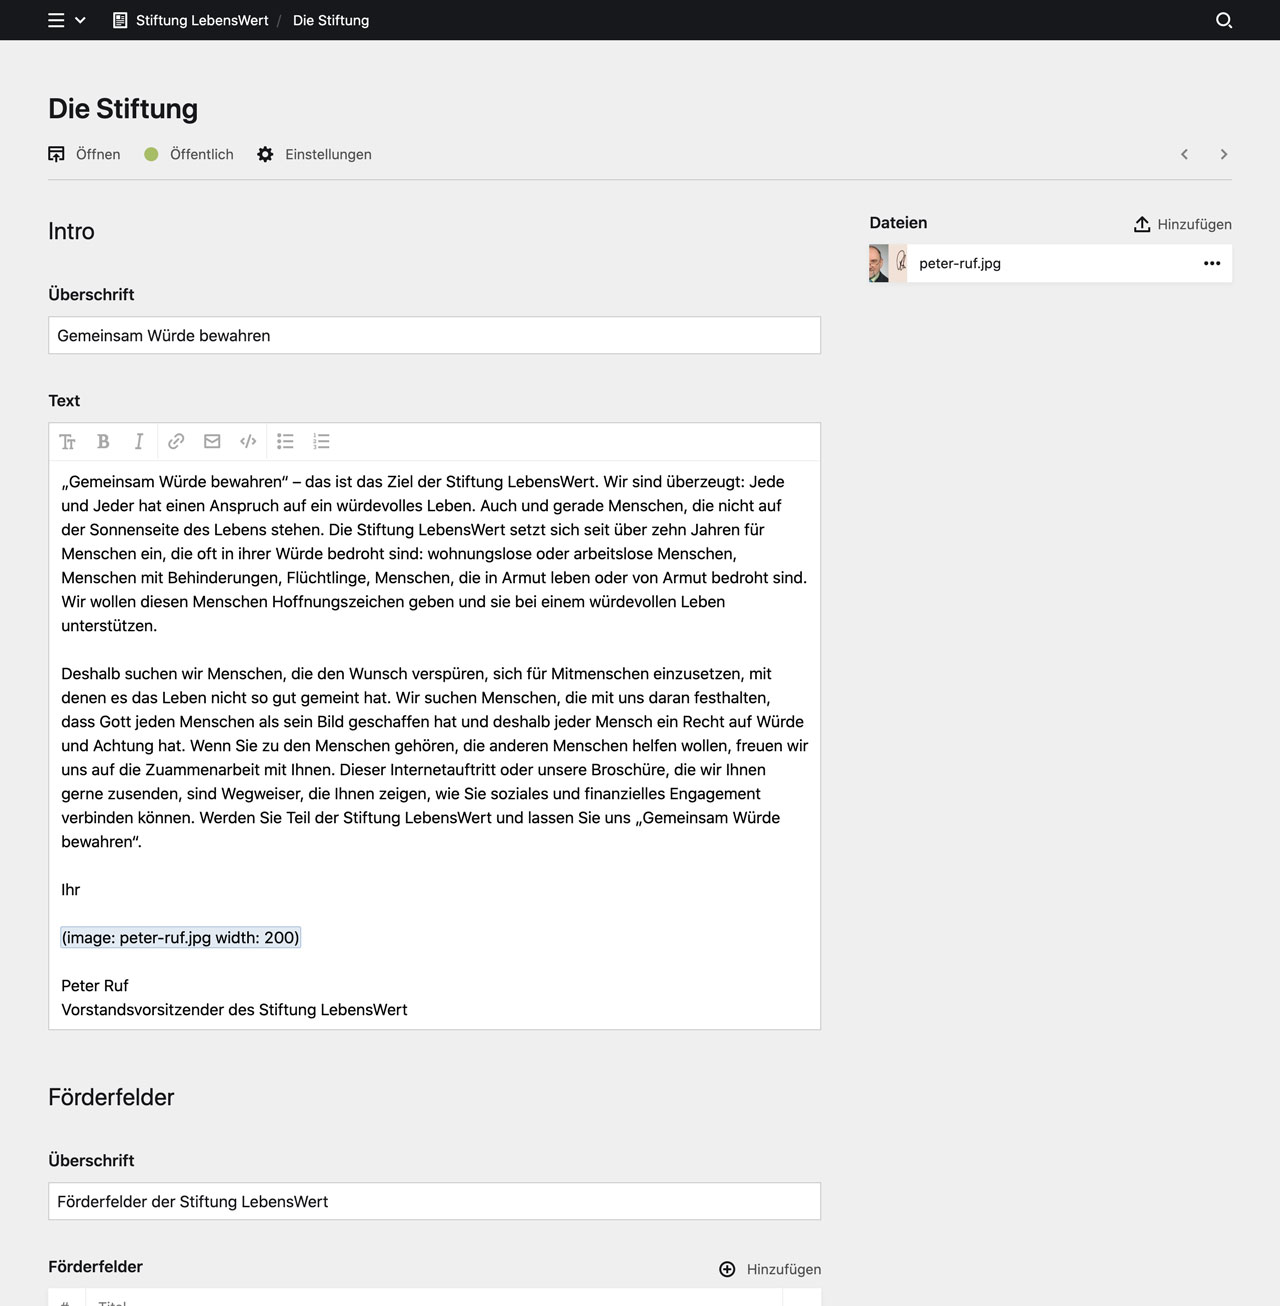 Stiftung LebensWert / Die Stiftung
Die Stiftung
Öffnen Öffentlich Einstellungen
Intro
Überschrift
Gemeinsam Würde bewahren
Text
„Gemeinsam Würde bewahren“ – das ist das Ziel der Stiftung LebensWert. Wir sind überzeugt: Jede
und Jeder hat einen Anspruch auf ein würdevolles Leben. Auch und gerade Menschen, die nicht auf
der Sonnenseite des Lebens stehen. Die Stiftung LebensWert setzt sich seit über zehn Jahren für
Menschen ein, die oft in ihrer Würde bedroht sind: wohnungslose oder arbeitslose Menschen,
Menschen mit Behinderungen, Flüchtlinge, Menschen, die in Armut leben oder von Armut bedroht sind.
Wir wollen diesen Menschen Hoffnungszeichen geben und sie bei einem würdevollen Leben
unterstützen.
Deshalb suchen wir Menschen, die den Wunsch verspüren, sich für Mitmenschen einzusetzen, mit
denen es das Leben nicht so gut gemeint hat. Wir suchen Menschen, die mit uns daran festhalten,
dass Gott jeden Menschen als sein Bild geschaffen hat und deshalb jeder Mensch ein Recht auf Würde
und Achtung hat. Wenn Sie zu den Menschen gehören, die anderen Menschen helfen wollen, freuen wir
uns auf die Zuammenarbeit mit Ihnen. Dieser Internetauftritt oder unsere Broschüre, die wir Ihnen
gerne zusenden, sind Wegweiser, die Ihnen zeigen, wie Sie soziales und finanzielles Engagement
verbinden können. Werden Sie Teil der Stiftung LebensWert und lassen Sie uns „Gemeinsam Würde
bewahren“.
Ihr
(image: peter-ruf.jpg width: 200)
Peter Ruf
Vorstandsvorsitzender des Stiftung LebensWert
Förderfelder
Überschrift
Förderfelder der Stiftung LebensWert
Förderfelder
Hinzufügen
# Titel
Dateien
Hinzufügen
peter-ruf.jpg